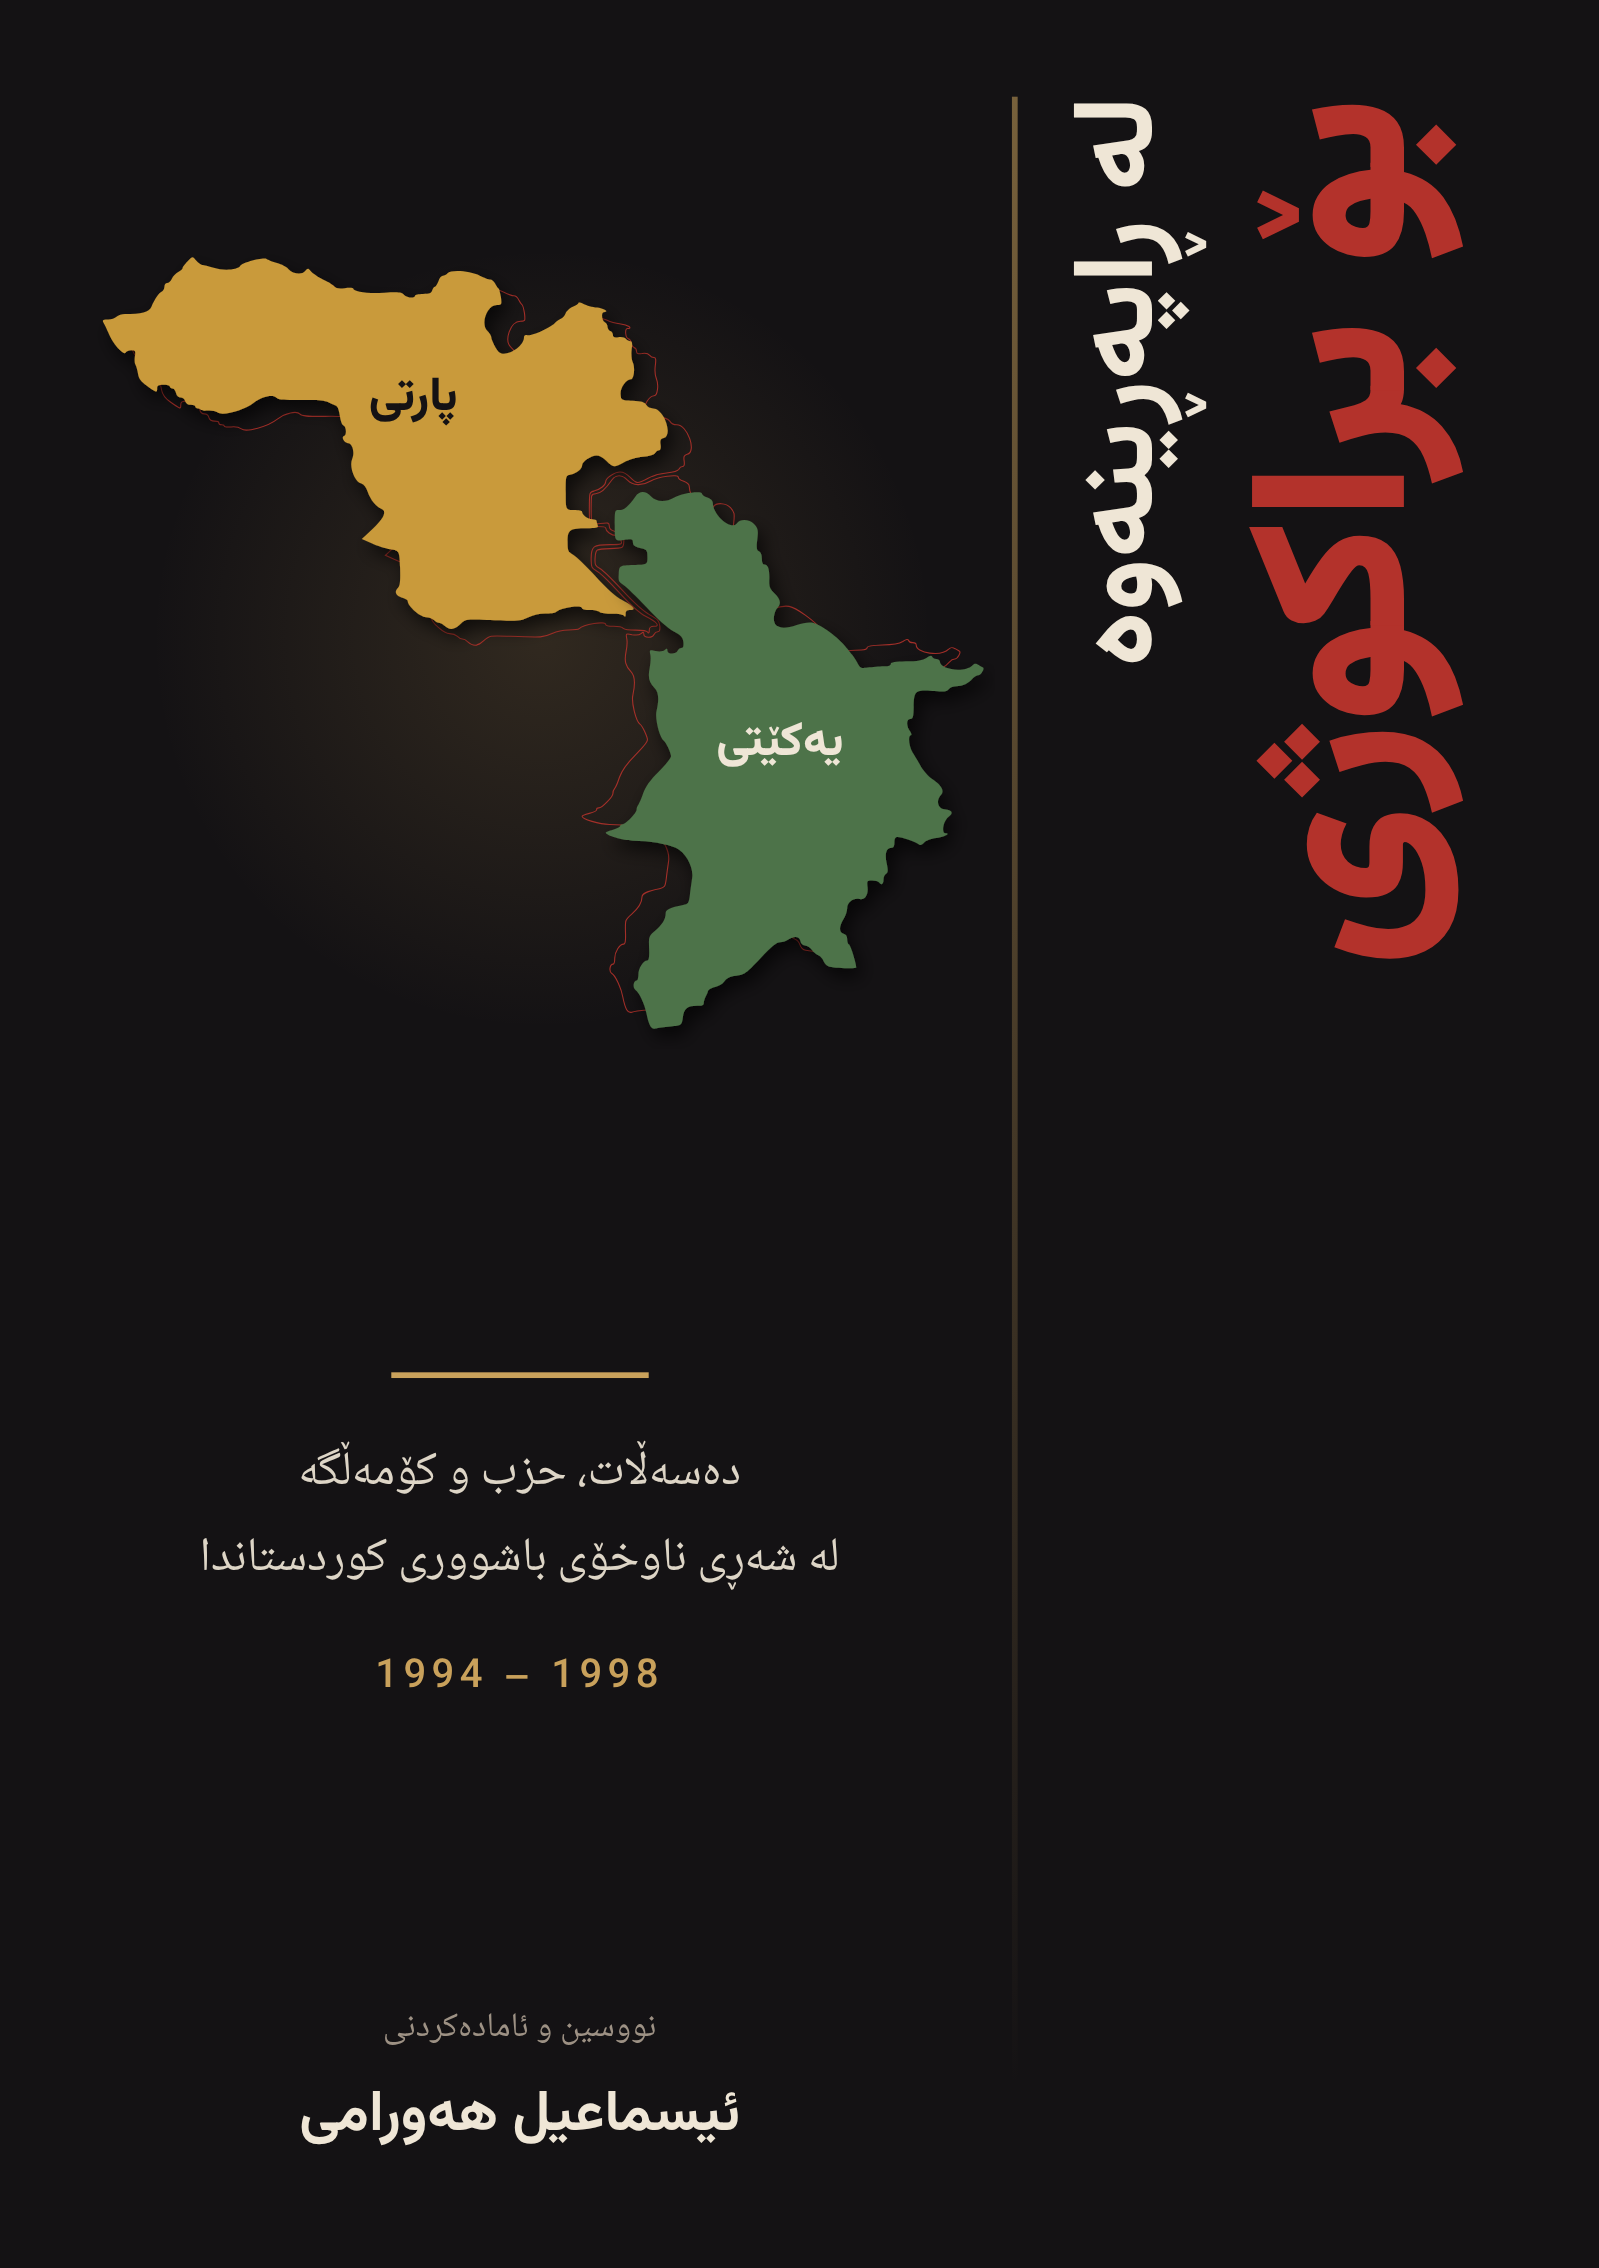 لە ڕاپەڕینەوە
بۆ براکوژی
پارتی
یەکێتی
دەسەڵات، حزب و کۆمەڵگە
لە شەڕی ناوخۆی باشووری کوردستاندا
1994 – 1998
نووسین و ئامادەکردنی
ئیسماعیل هەورامی